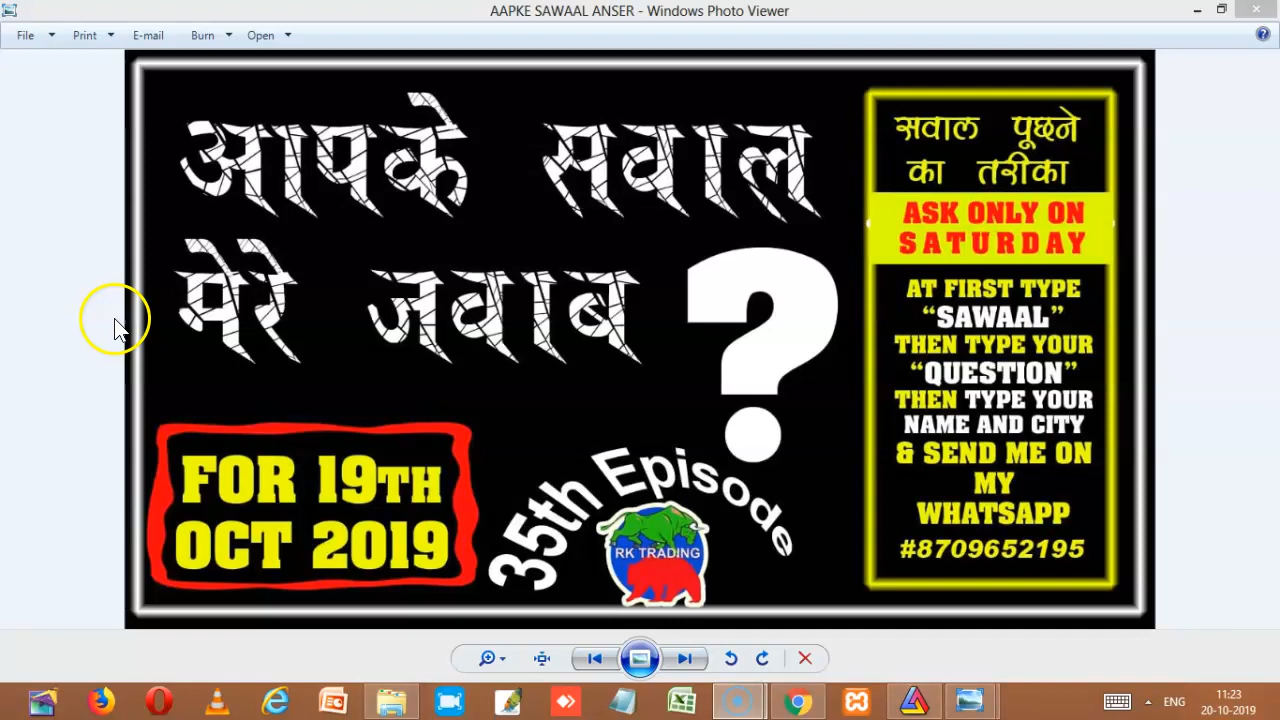 AAPKE SAWAAL ANSER - Windows Photo Viewer
File Print E-mail Burn Open
आपके सवाल
मेरे जवाब ?
FOR 19TH
OCT 2019
35th Episode
RK TRADING
सवाल पूछने
का तरीका
ASK ONLY ON
SATURDAY
AT FIRST TYPE
“SAWAAL”
THEN TYPE YOUR
“QUESTION”
THEN TYPE YOUR
NAME AND CITY
& SEND ME ON
MY
WHATSAPP
#8709652195
ENG
11:23
20-10-2019